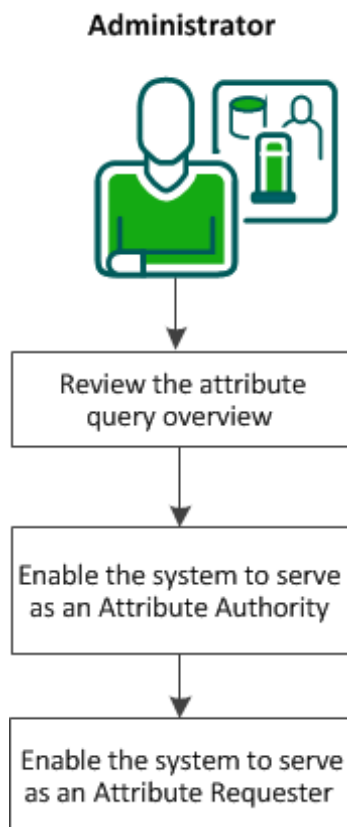 Administrator
Review the attribute
query overview
Enable the system to serve
as an Attribute Authority
Enable the system to serve
as an Attribute Requester